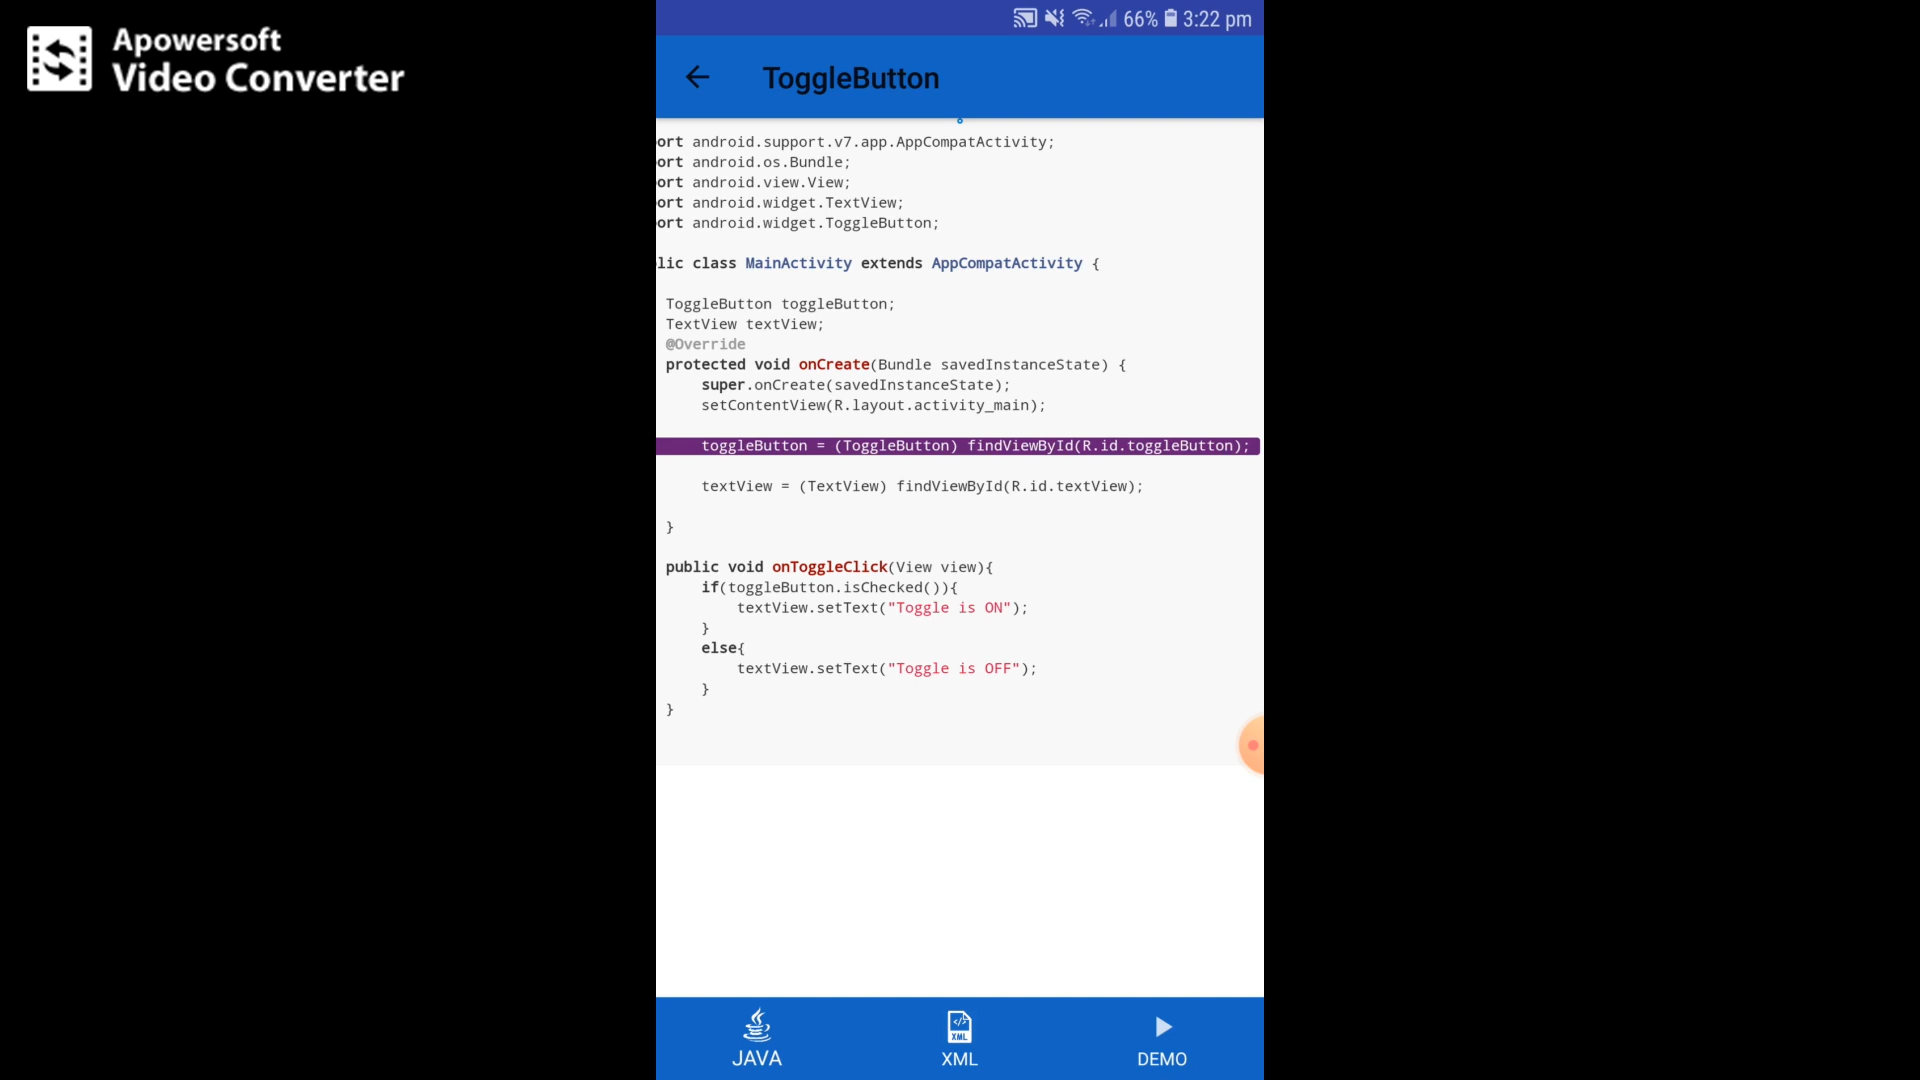 Apowersoft
Video Converter
66% 3:22 pm
ToggleButton
ort android.support.v7.app.AppCompatActivity;
ort android.os.Bundle;
ort android.view.View;
ort android.widget.TextView;
ort android.widget.ToggleButton;
lic class MainActivity extends AppCompatActivity {
ToggleButton toggleButton;
TextView textView;
@Override
protected void onCreate(Bundle savedInstanceState) {
super.onCreate(savedInstanceState);
setContentView(R.layout.activity_main);
toggleButton = (ToggleButton) findViewById(R.id.toggleButton);
textView = (TextView) findViewById(R.id.textView);
}
public void onToggleClick(View view){
if(toggleButton.isChecked()){
textView.setText("Toggle is ON");
}
else{
textView.setText("Toggle is OFF");
}
}
JAVA
XML
XML
DEMO